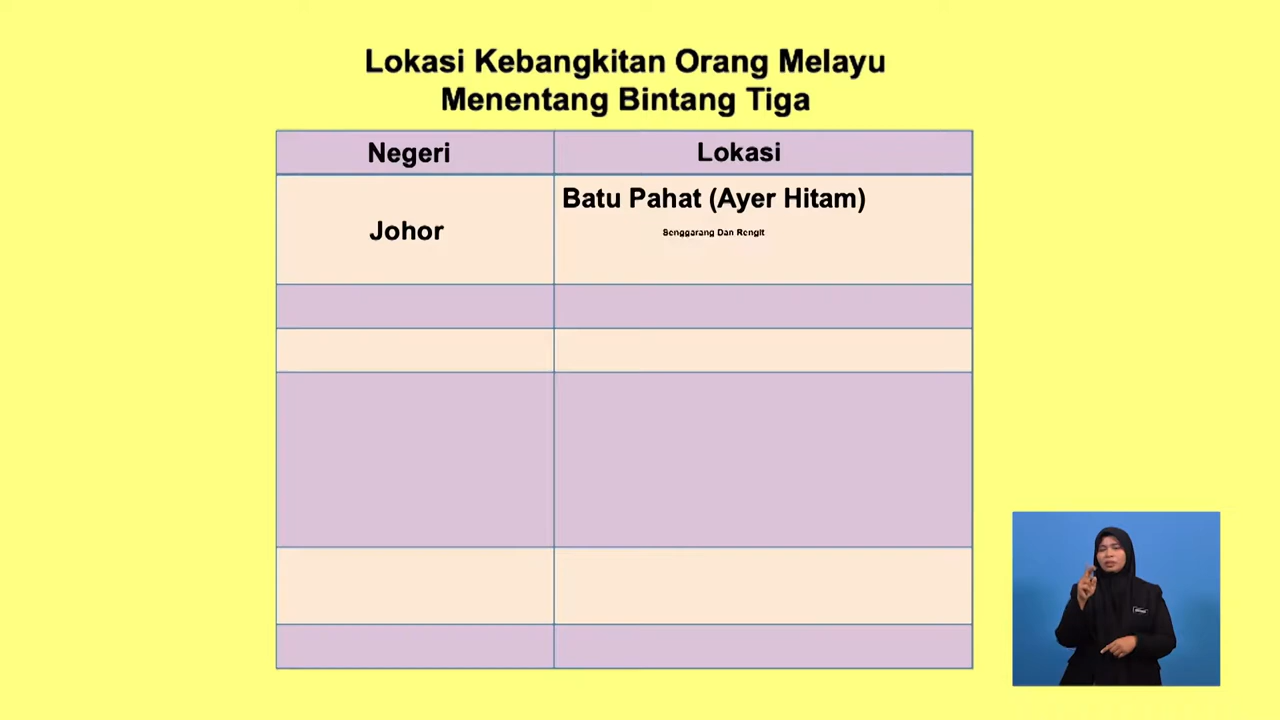 Lokasi Kebangkitan Orang Melayu
Menentang Bintang Tiga
Negeri
Lokasi
Johor
Batu Pahat (Ayer Hitam)
Senggarang Dan Rengit